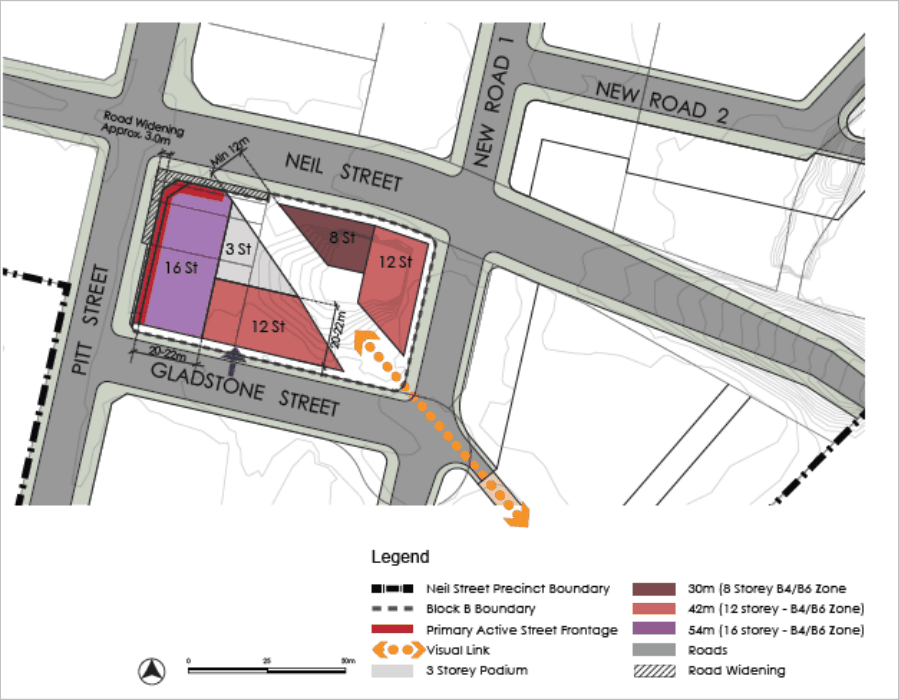 NEW ROAD 1
NEW ROAD 2
Road Widening
Approx. 3.0m
Min 12m
NEIL STREET
8 St
3 St
12 St
16 St
PITT STREET
12 St
20-22m
20-22m
GLADSTONE STREET
Legend
Neil Street Precinct Boundary
Block B Boundary
Primary Active Street Frontage
Visual Link
3 Storey Podium
30m (8 Storey B4/B6 Zone
42m (12 storey - B4/B6 Zone)
54m (16 storey - B4/B6 Zone)
Roads
Road Widening
0 25 50m